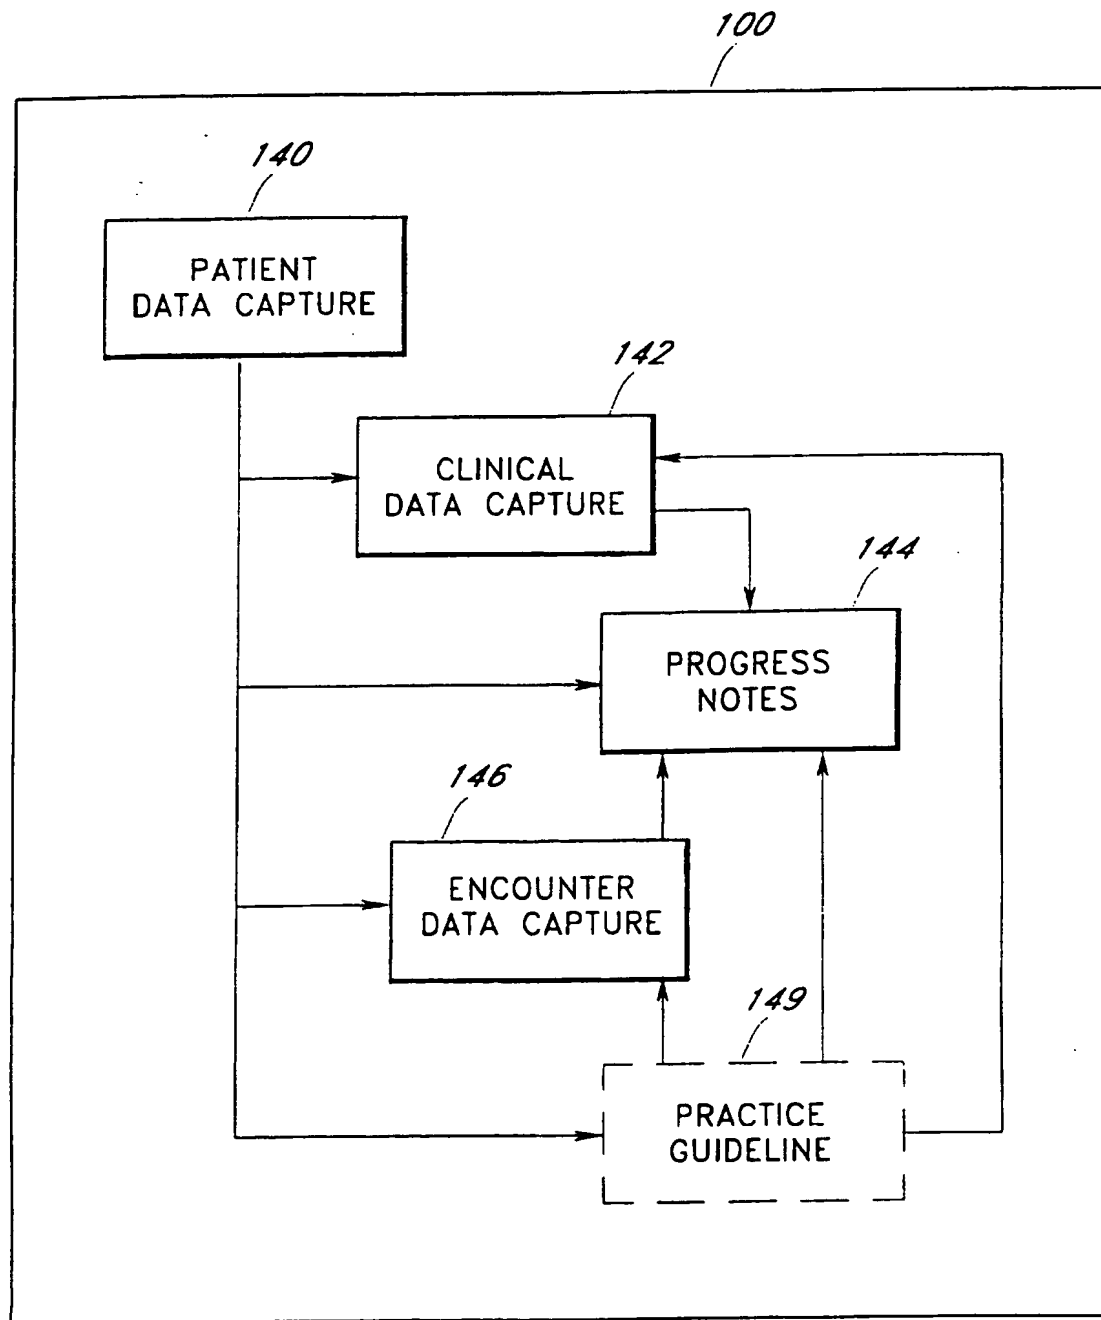 100
140
PATIENT
DATA CAPTURE
142
CLINICAL
DATA CAPTURE
144
PROGRESS
NOTES
146
ENCOUNTER
DATA CAPTURE
149
PRACTICE
GUIDELINE